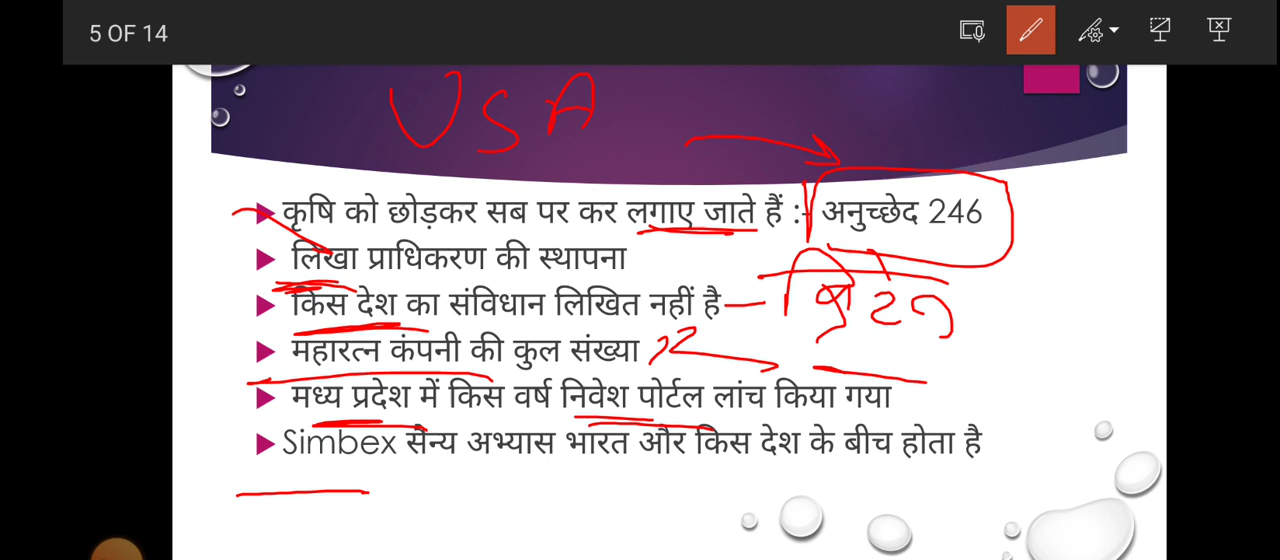 5 OF 14
USA
कृषि को छोड़कर सब पर कर लगाए जाते हैं :- अनुच्छेद 246
लिखा प्राधिकरण की स्थापना
किस देश का संविधान लिखित नहीं है
महारत्न कंपनी की कुल संख्या
मध्य प्रदेश में किस वर्ष निवेश पोर्टल लांच किया गया
Simbex सैन्य अभ्यास भारत और किस देश के बीच होता है